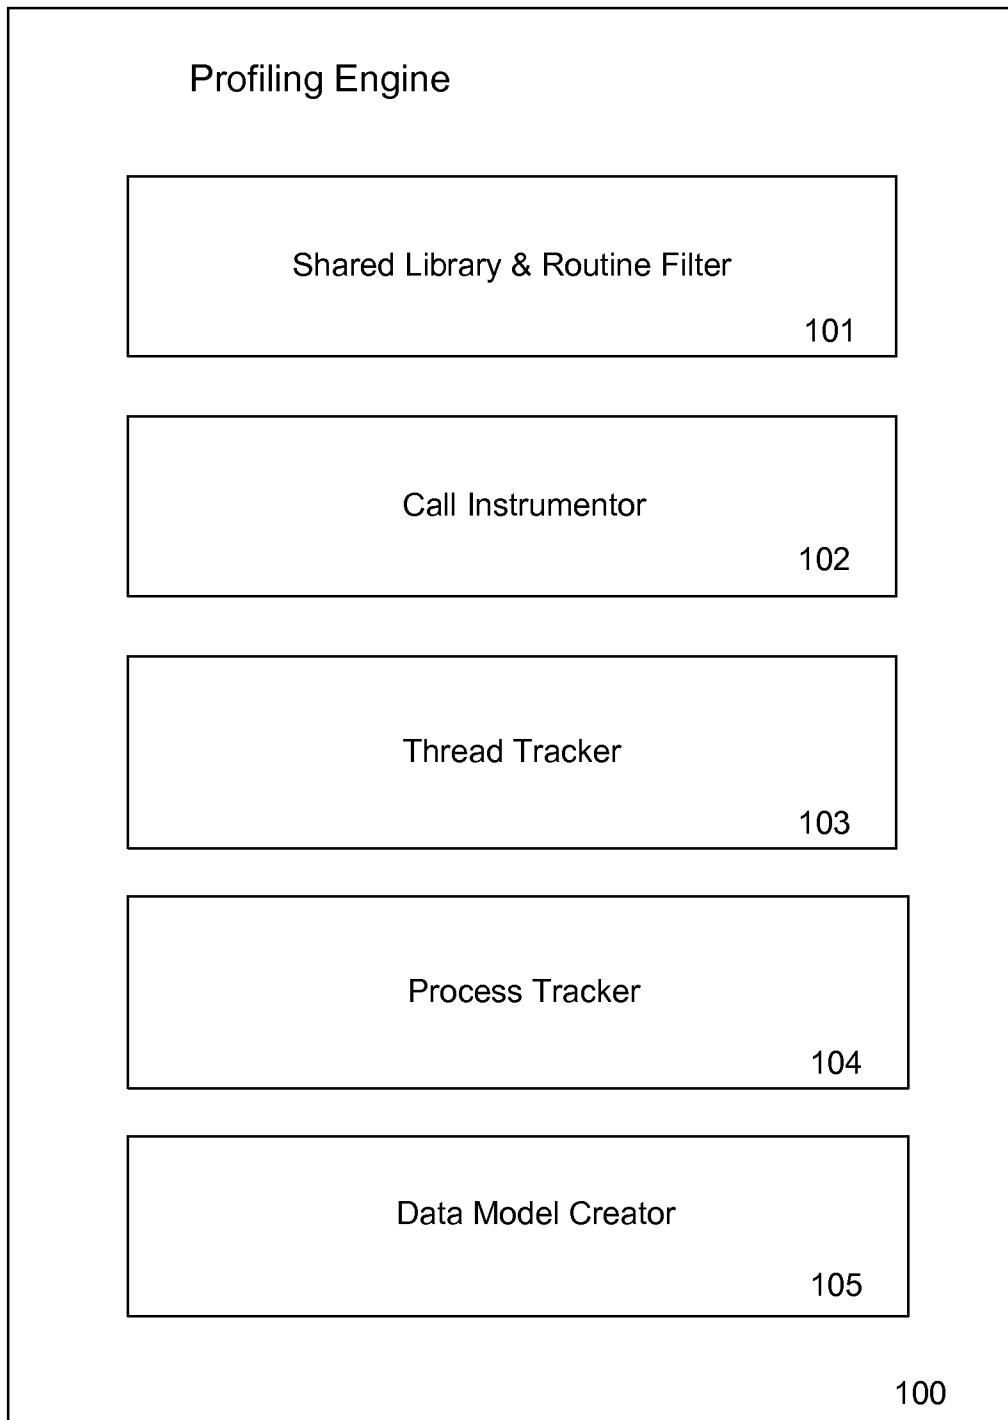 Profiling Engine
Shared Library & Routine Filter
101
Call Instrumentor
102
Thread Tracker
103
Process Tracker
104
Data Model Creator
105
100